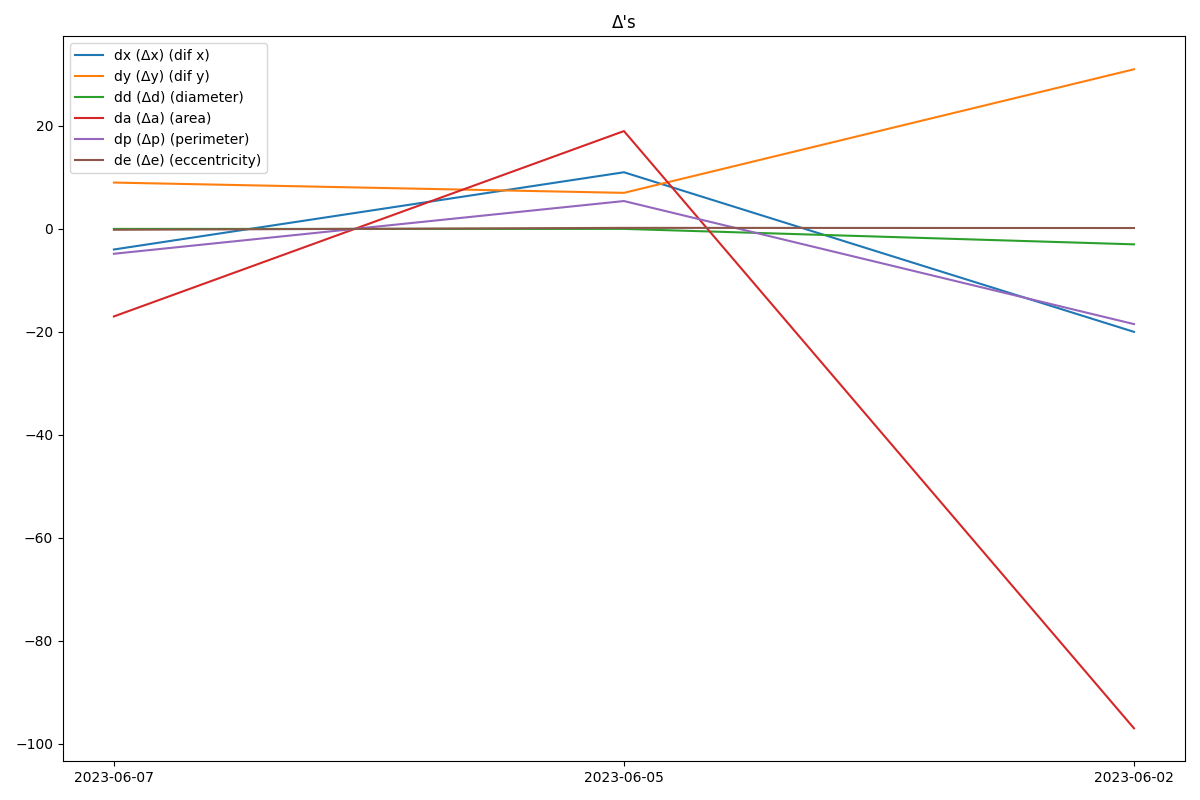 Δ's
dx (Δx) (dif x)
dy (Δy) (dif y)
dd (Δd) (diameter)
da (Δa) (area)
dp (Δp) (perimeter)
de (Δe) (eccentricity)
20
0
−20
−40
−60
−80
−100
2023-06-07 2023-06-05 2023-06-02